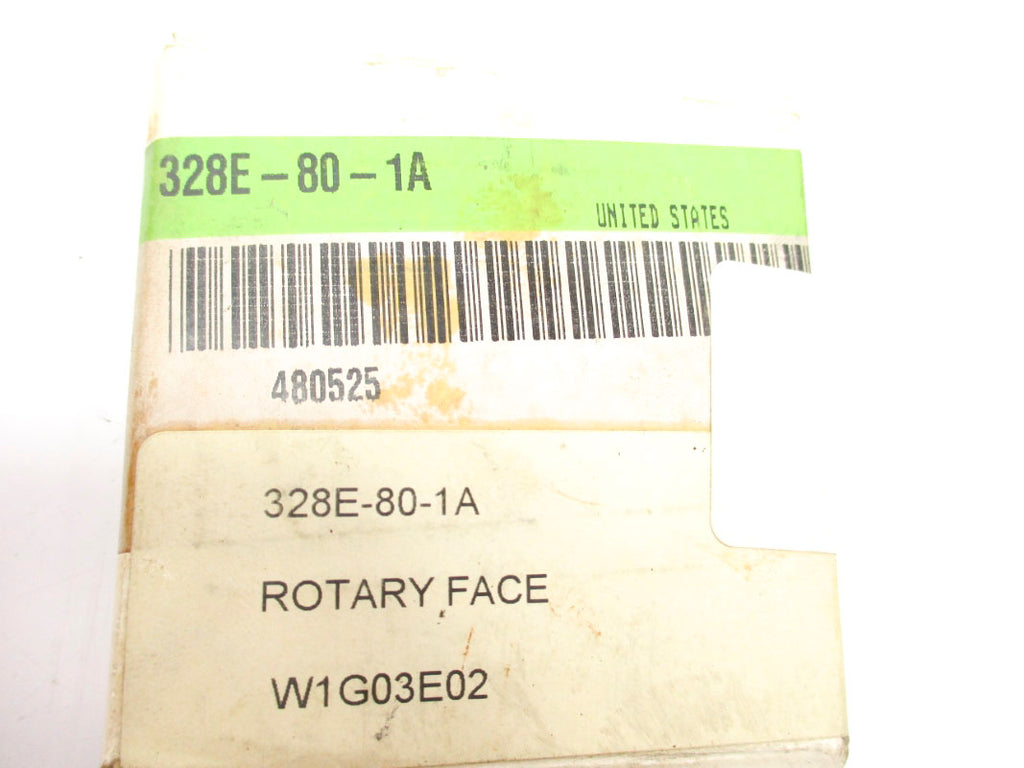 328E-80-1A
UNITED STATES
480525
328E-80-1A
ROTARY FACE
W1G03E02